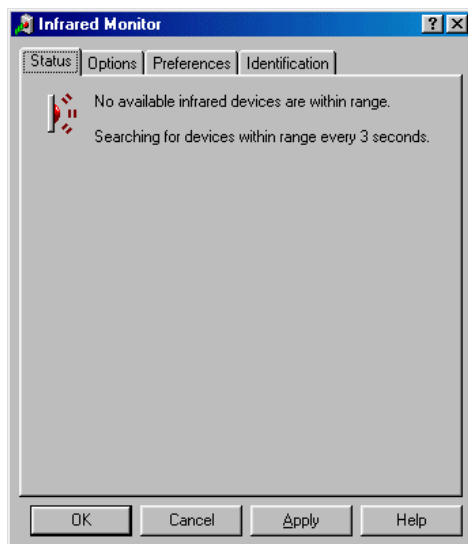 Infrared Monitor
Status Options Preferences Identification
No available infrared devices are within range.
Searching for devices within range every 3 seconds.
OK Cancel Apply Help